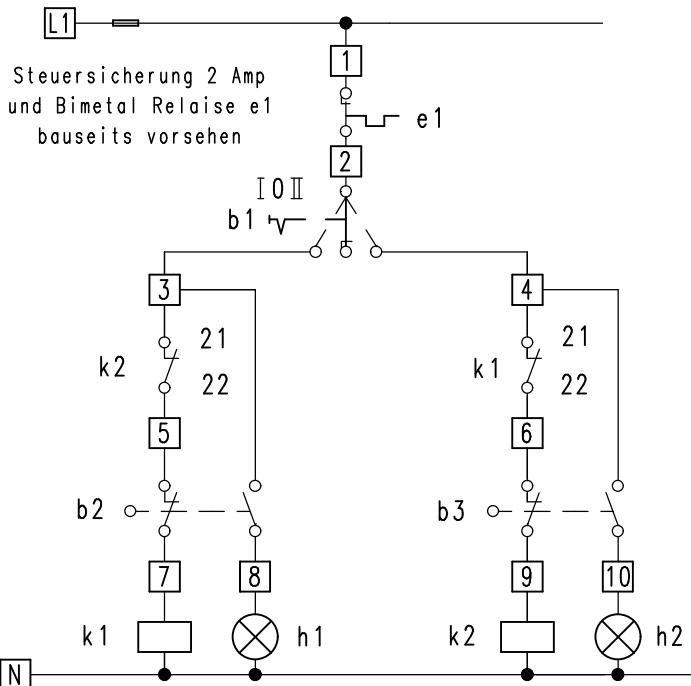 L1
1
Steuersicherung 2 Amp
und Bimetal Relaise e1
bauseits vorsehen
e1
2
I 0 II
b1
3
4
k2
21
22
k1
21
22
5
6
b2
b3
7
8
9
10
k1
h1
k2
h2
N